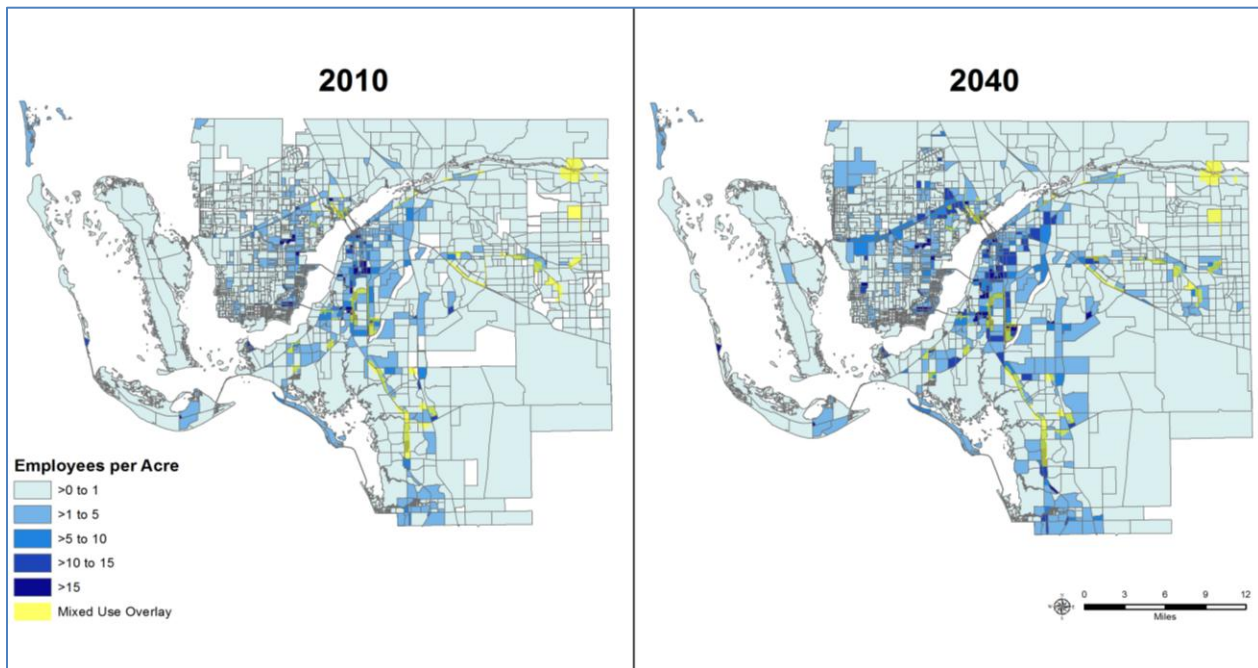 2010
2040
Employees per Acre
>0 to 1
>1 to 5
>5 to 10
>10 to 15
>15
Mixed Use Overlay
0 3 6 9 12
Miles